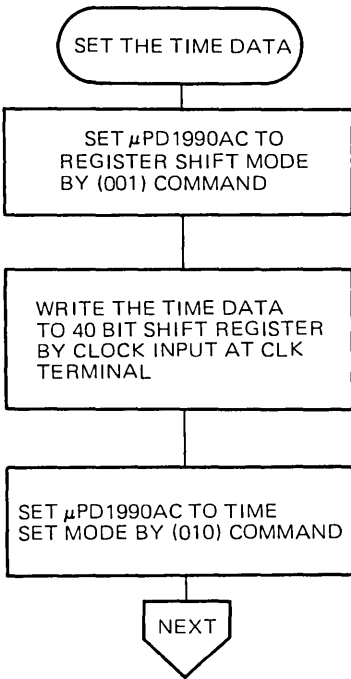 SET THE TIME DATA
SET μPD1990AC TO
REGISTER SHIFT MODE
BY (001) COMMAND
WRITE THE TIME DATA
TO 40 BIT SHIFT REGISTER
BY CLOCK INPUT AT CLK
TERMINAL
SET μPD1990AC TO TIME
SET MODE BY (010) COMMAND
NEXT